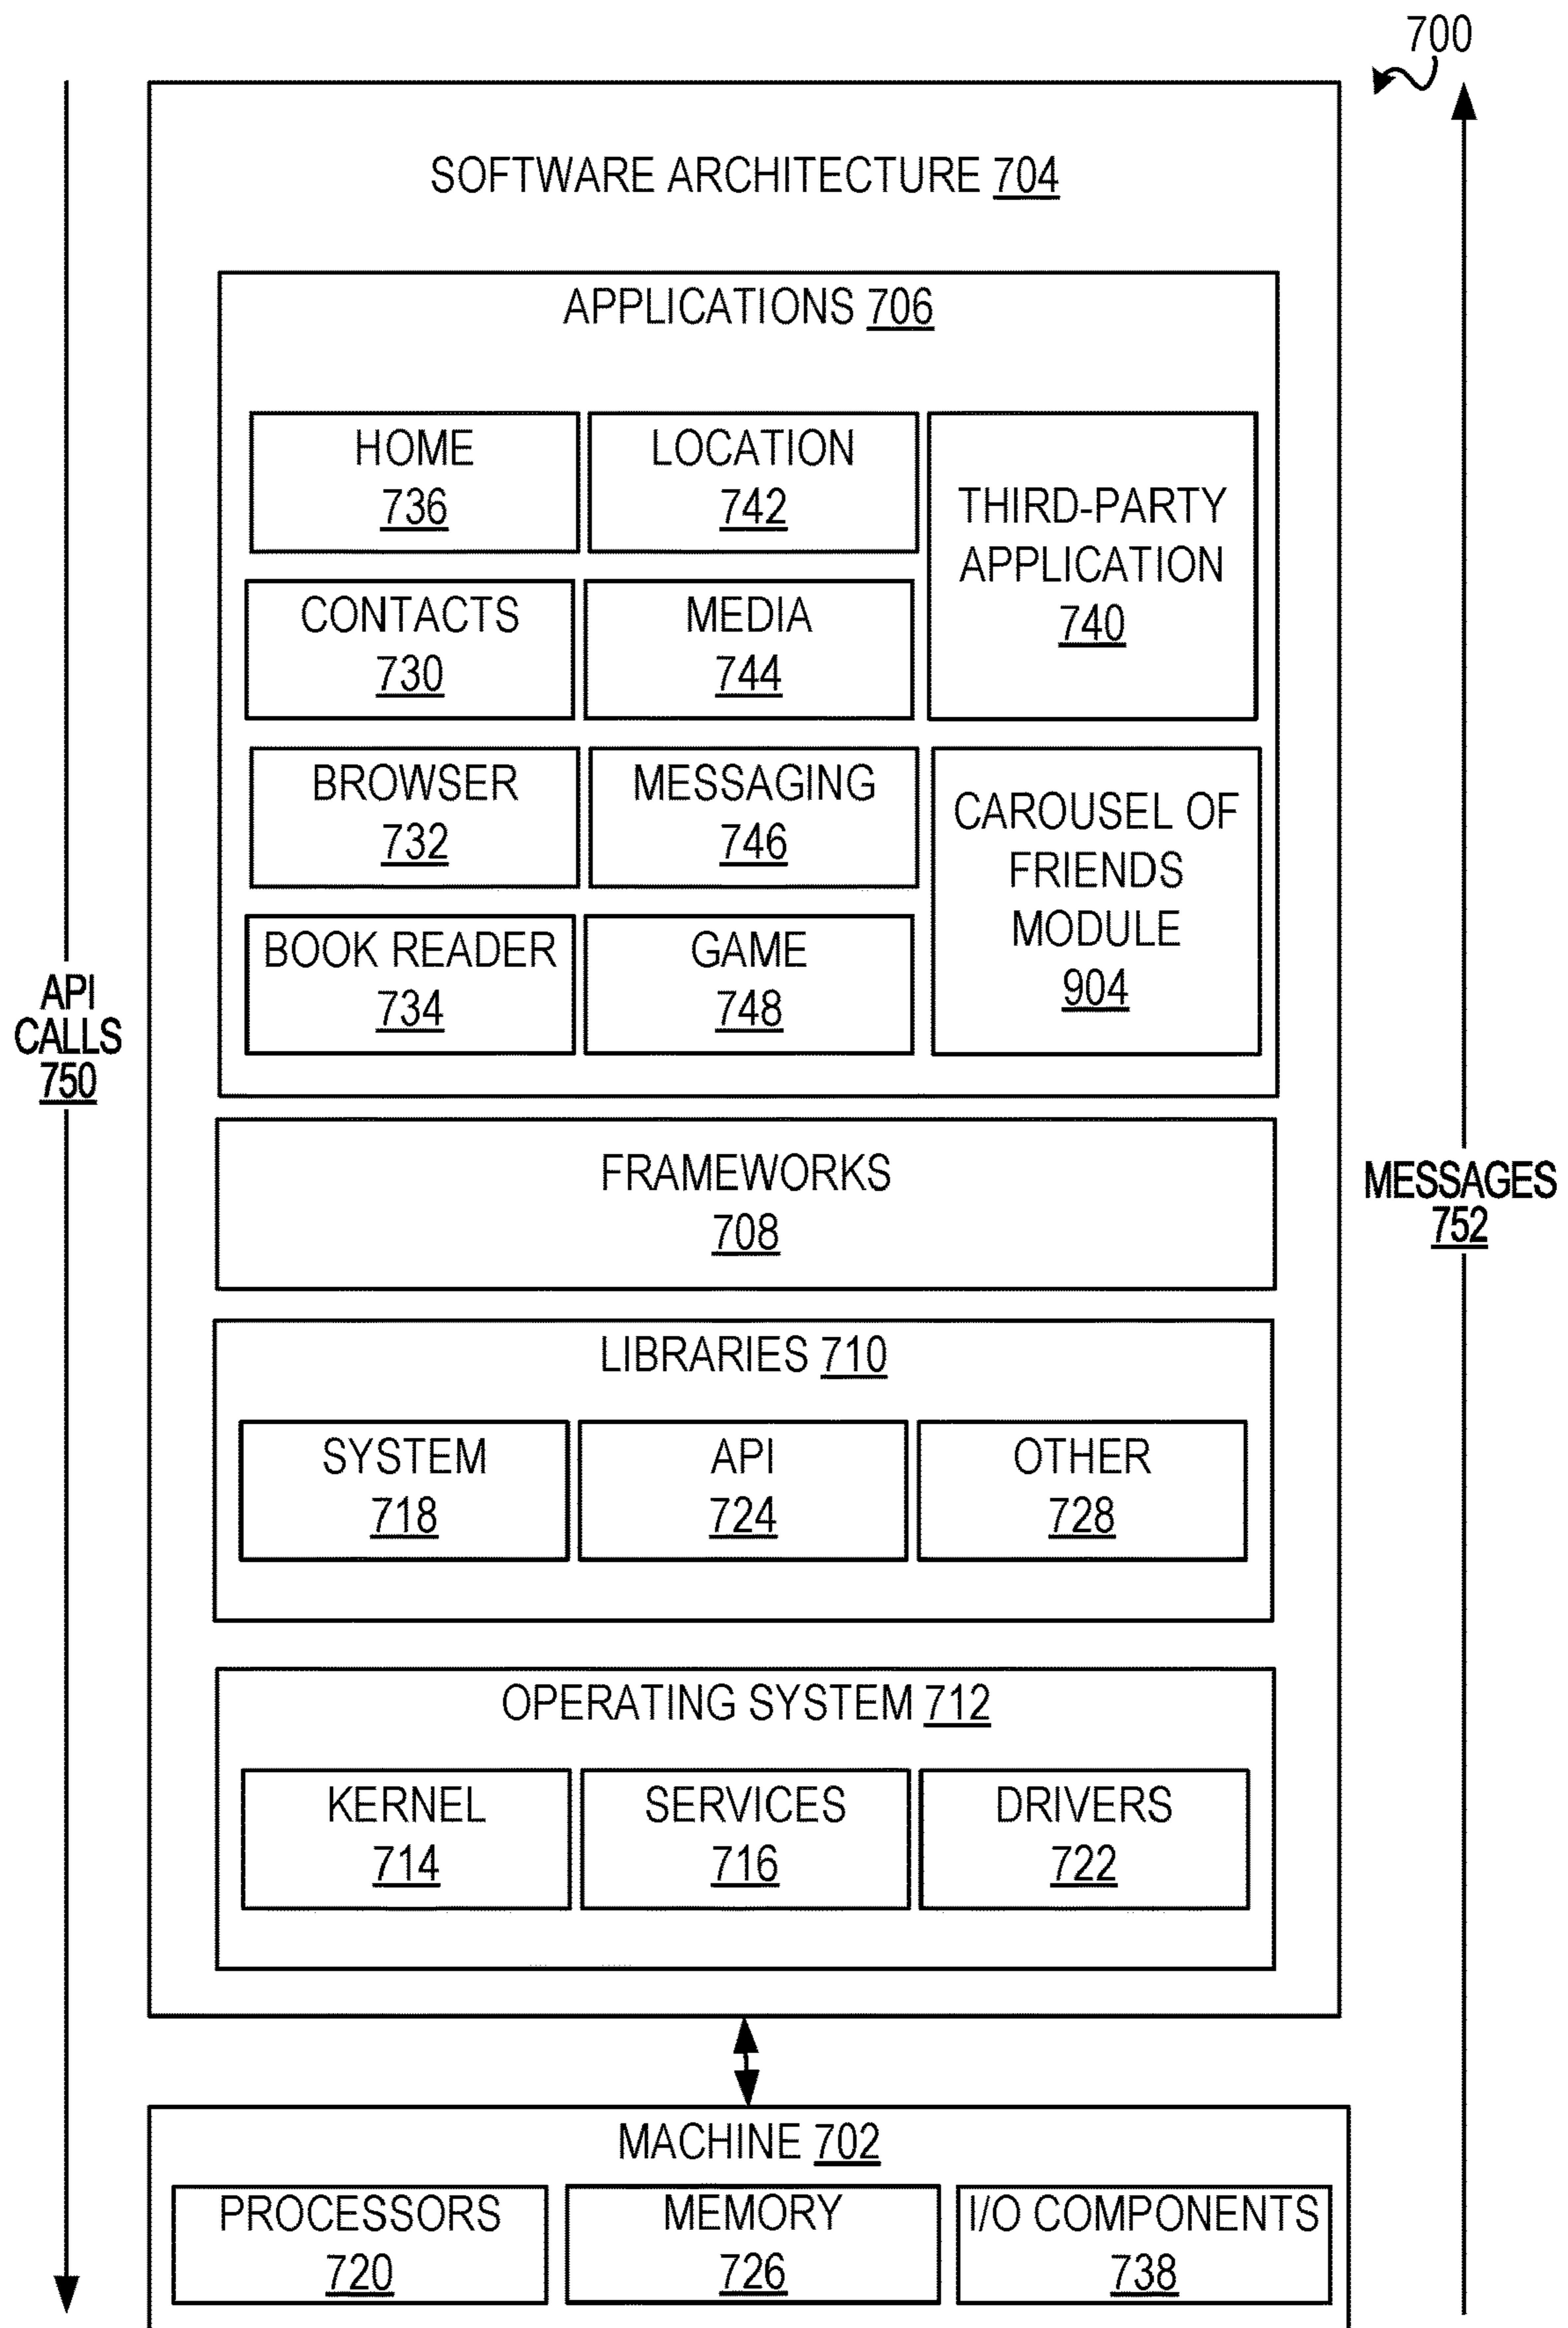 700
SOFTWARE ARCHITECTURE 704
APPLICATIONS 706
HOME
736
LOCATION
742
THIRD-PARTY
APPLICATION
740
CONTACTS
730
MEDIA
744
BROWSER
732
MESSAGING
746
CAROUSEL OF
FRIENDS
MODULE
904
BOOK READER
734
GAME
748
API
CALLS
750
FRAMEWORKS
708
MESSAGES
752
LIBRARIES 710
SYSTEM
718
API
724
OTHER
728
OPERATING SYSTEM 712
KERNEL
714
SERVICES
716
DRIVERS
722
MACHINE 702
PROCESSORS
720
MEMORY
726
I/O COMPONENTS
738